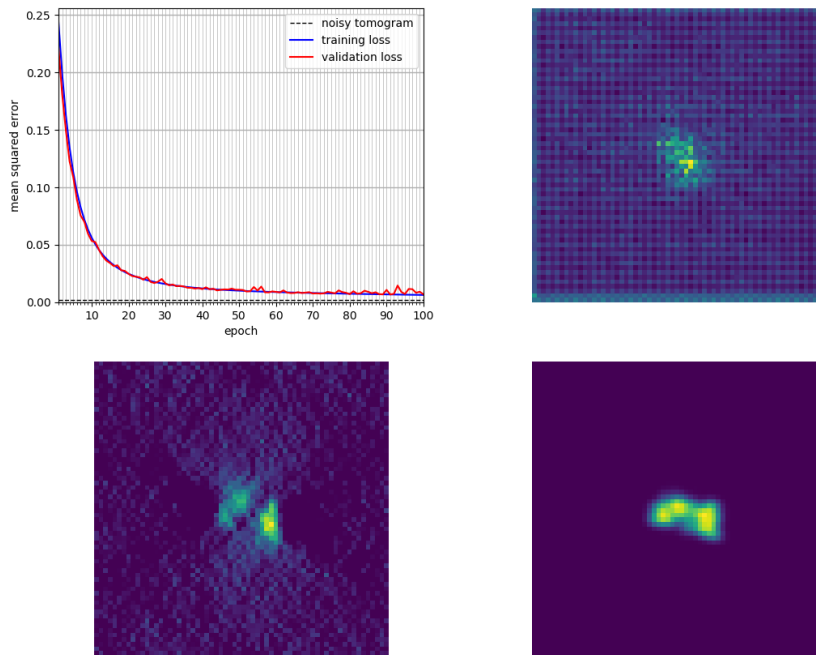 0.25
0.20
0.15
0.10
0.05
0.00
mean squared error
noisy tomogram
training loss
validation loss
10 20 30 40 50 60 70 80 90 100
epoch